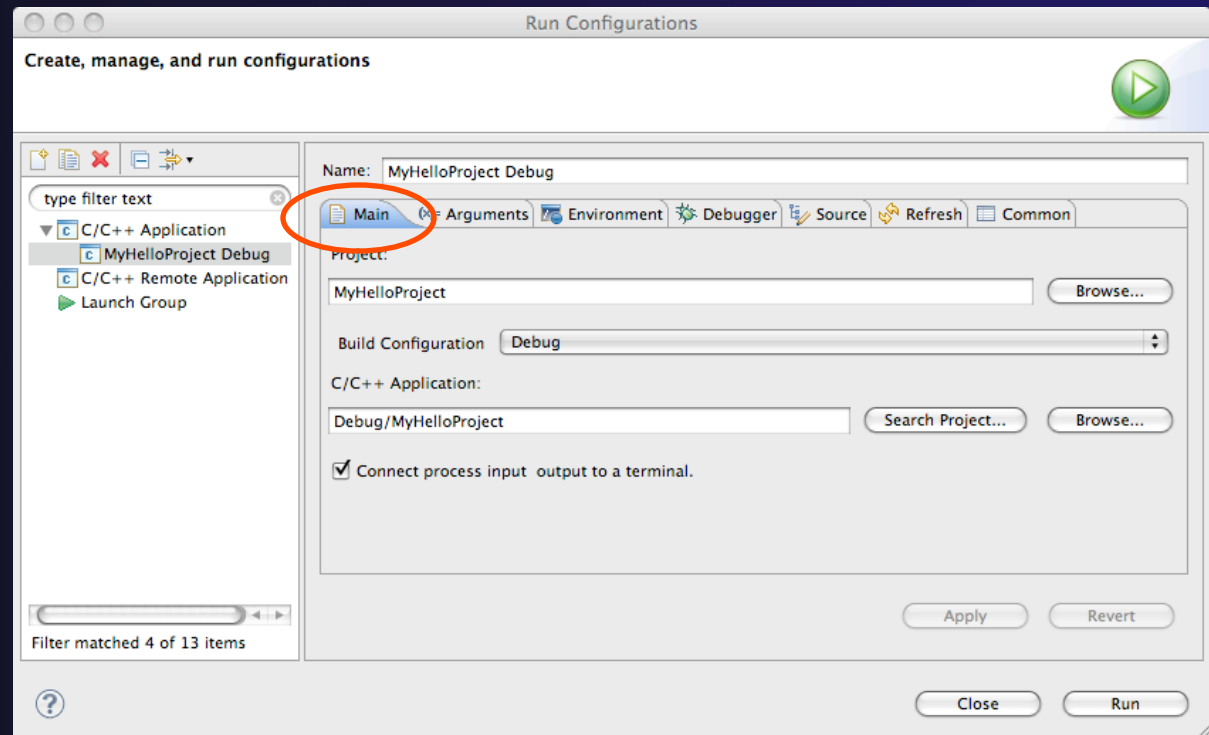 Run Configurations
Create, manage, and run configurations
type filter text
C/C++ Application
MyHelloProject Debug
C/C++ Remote Application
Launch Group
Filter matched 4 of 13 items
Name: MyHelloProject Debug
Main (x)= Arguments Environment Debugger Source Refresh Common
Project:
MyHelloProject Browse...
Build Configuration Debug
C/C++ Application:
Debug/MyHelloProject Search Project... Browse...
Connect process input output to a terminal.
Apply Revert
? Close Run